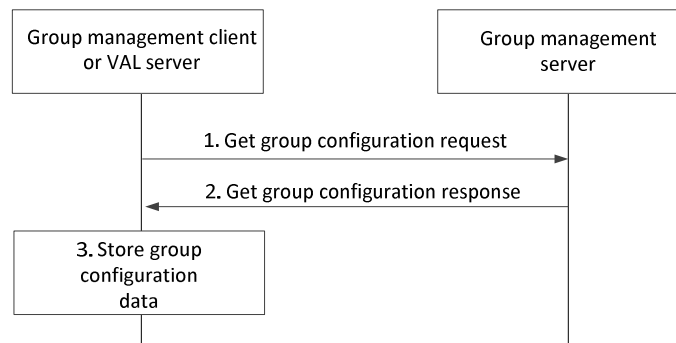 Group management client
or VAL server
Group management
server
1. Get group configuration request
2. Get group configuration response
3. Store group
configuration
data